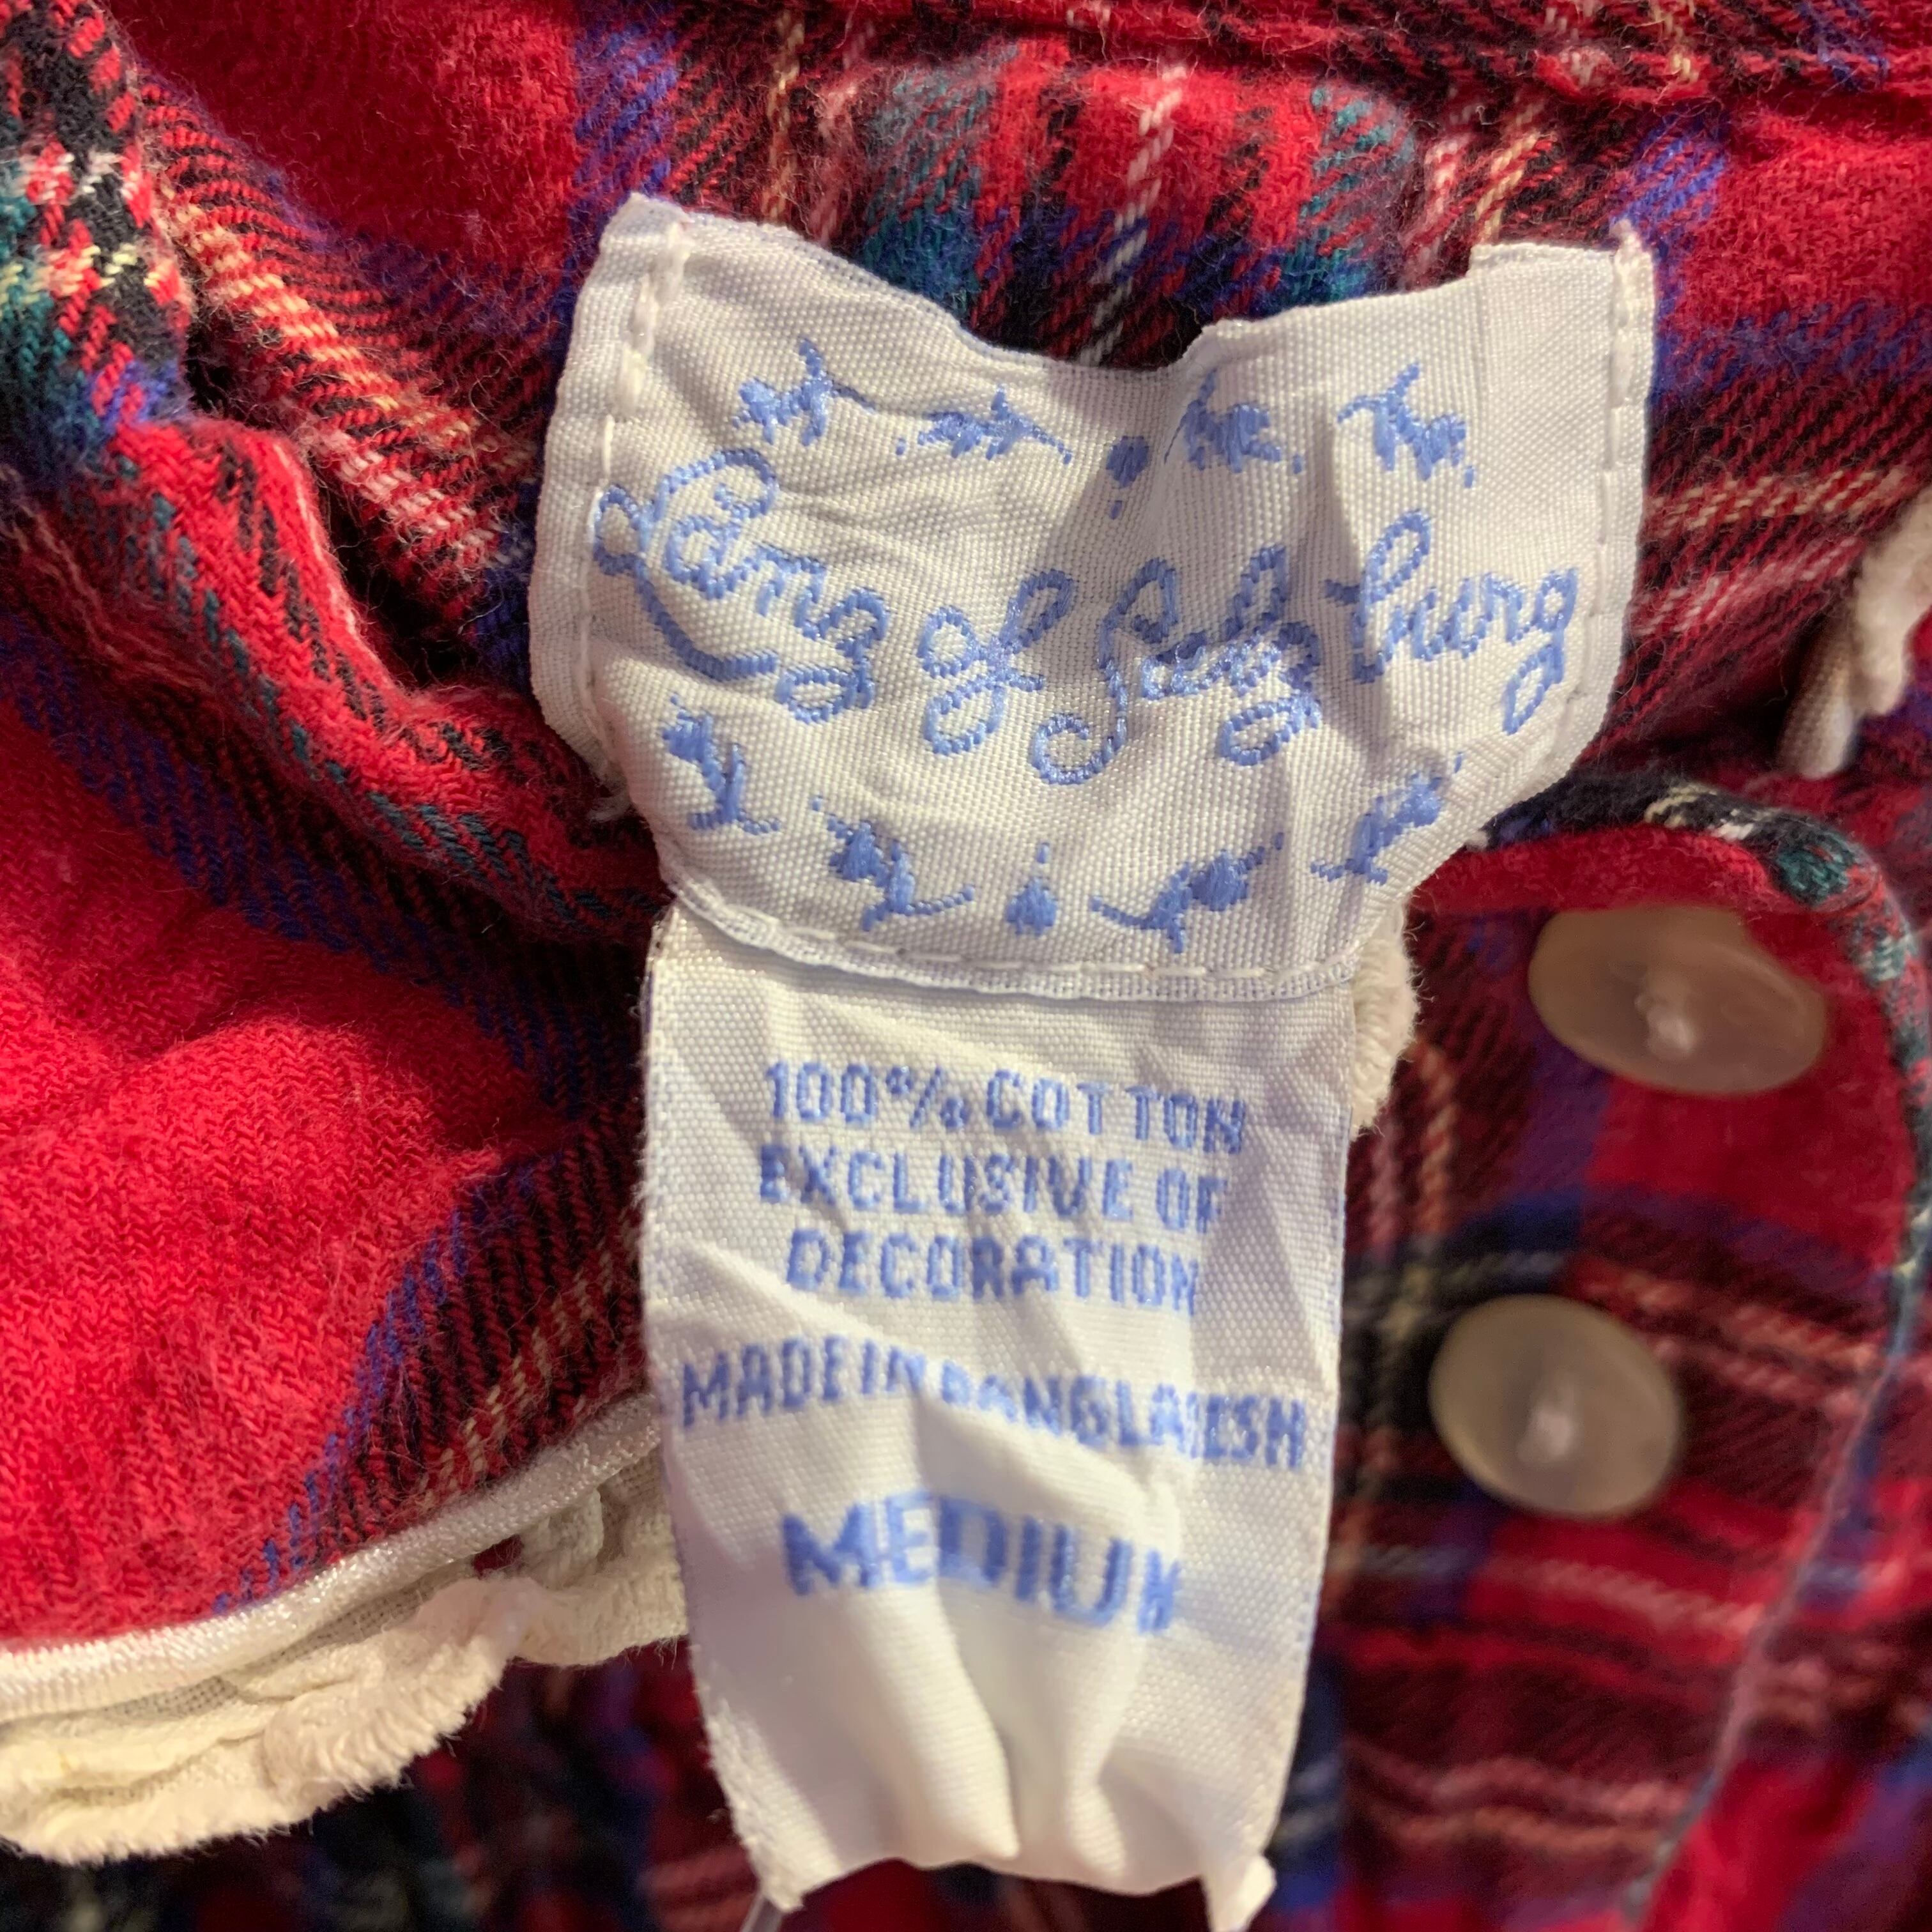 Lanz of Salzburg
100% COTTON
EXCLUSIVE OF
DECORATION
MADE IN BANGLADESH
MEDIUM